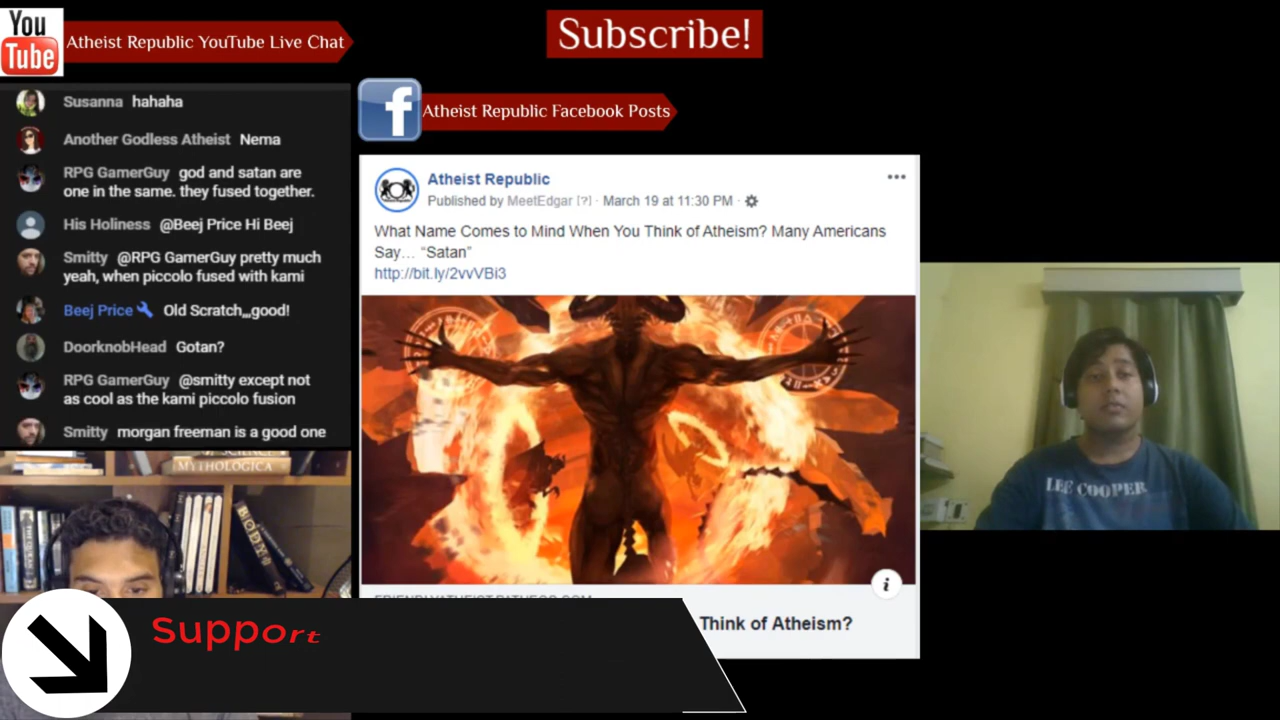 You
Tube
Atheist Republic YouTube Live Chat
Subscribe!
Susanna hahaha
Another Godless Atheist Nema
RPG GamerGuy god and satan are
one in the same. they fused together.
His Holiness @Beej Price Hi Beej
Smitty @RPG GamerGuy pretty much
yeah, when piccolo fused with kami
Beej Price Old Scratch,,,good!
DoorknobHead Gotan?
RPG GamerGuy @smitty except not
as cool as the kami piccolo fusion
Smitty morgan freeman is a good one
f
Atheist Republic Facebook Posts
Atheist Republic
Published by MeetEdgar [?] · March 19 at 11:30 PM ·
What Name Comes to Mind When You Think of Atheism? Many Americans
Say… “Satan”
http://bit.ly/2vvVBi3
i
Think of Atheism?
LEE COOPER
SCIENCE
MYTHOLOGICA
BODY
Support